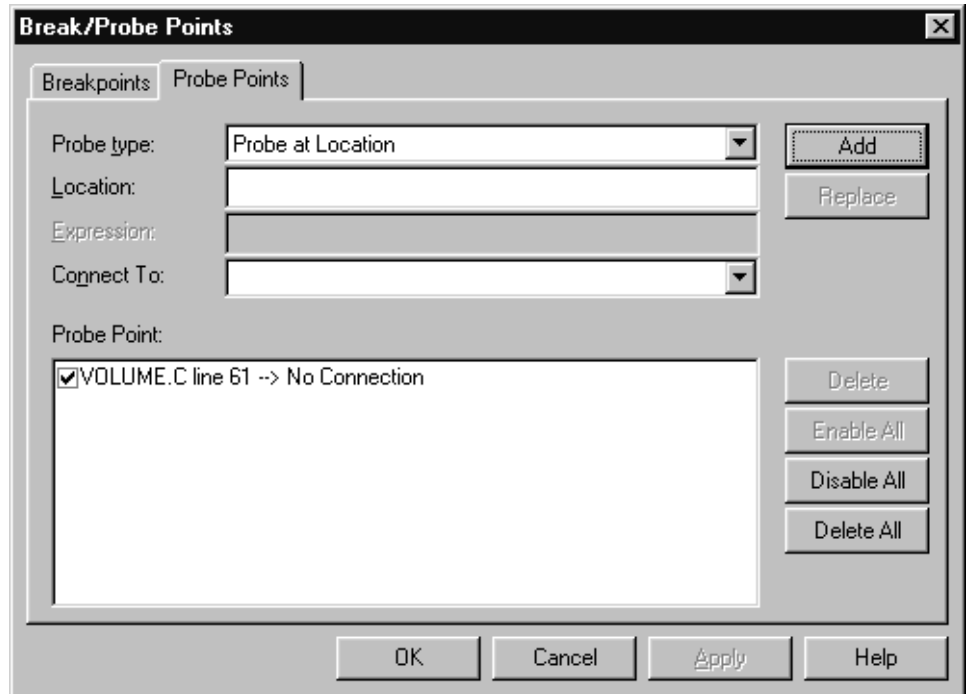 Break/Probe Points
Breakpoints
Probe Points
Probe type:
Probe at Location
Add
Location:
Replace
Expression:
Connect To:
Probe Point:
VOLUME.C line 61 --> No Connection
Delete
Enable All
Disable All
Delete All
OK
Cancel
Apply
Help